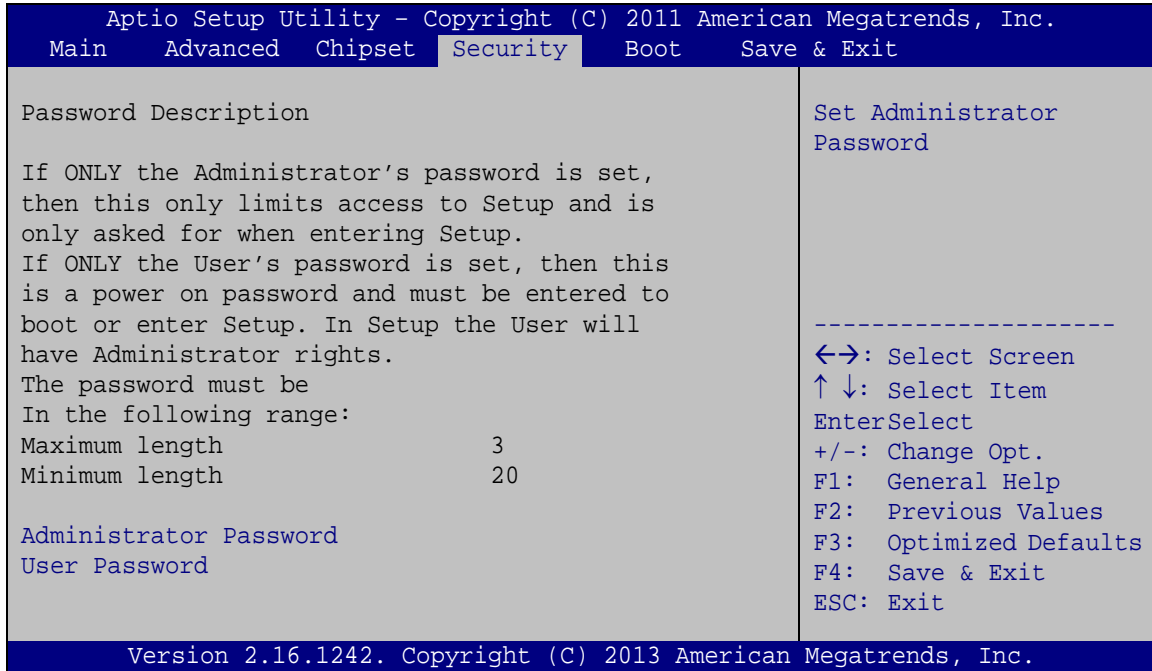 Aptio Setup Utility – Copyright (C) 2011 American Megatrends, Inc.
Main Advanced Chipset Security Boot Save & Exit
Password Description
If ONLY the Administrator’s password is set,
then this only limits access to Setup and is
only asked for when entering Setup.
If ONLY the User’s password is set, then this
is a power on password and must be entered to
boot or enter Setup. In Setup the User will
have Administrator rights.
The password must be
In the following range:
Maximum length 3
Minimum length 20
Administrator Password
User Password
Set Administrator
Password
---------------------
←→: Select Screen
↑ ↓: Select Item
EnterSelect
+/-: Change Opt.
F1: General Help
F2: Previous Values
F3: Optimized Defaults
F4: Save & Exit
ESC: Exit
Version 2.16.1242. Copyright (C) 2013 American Megatrends, Inc.